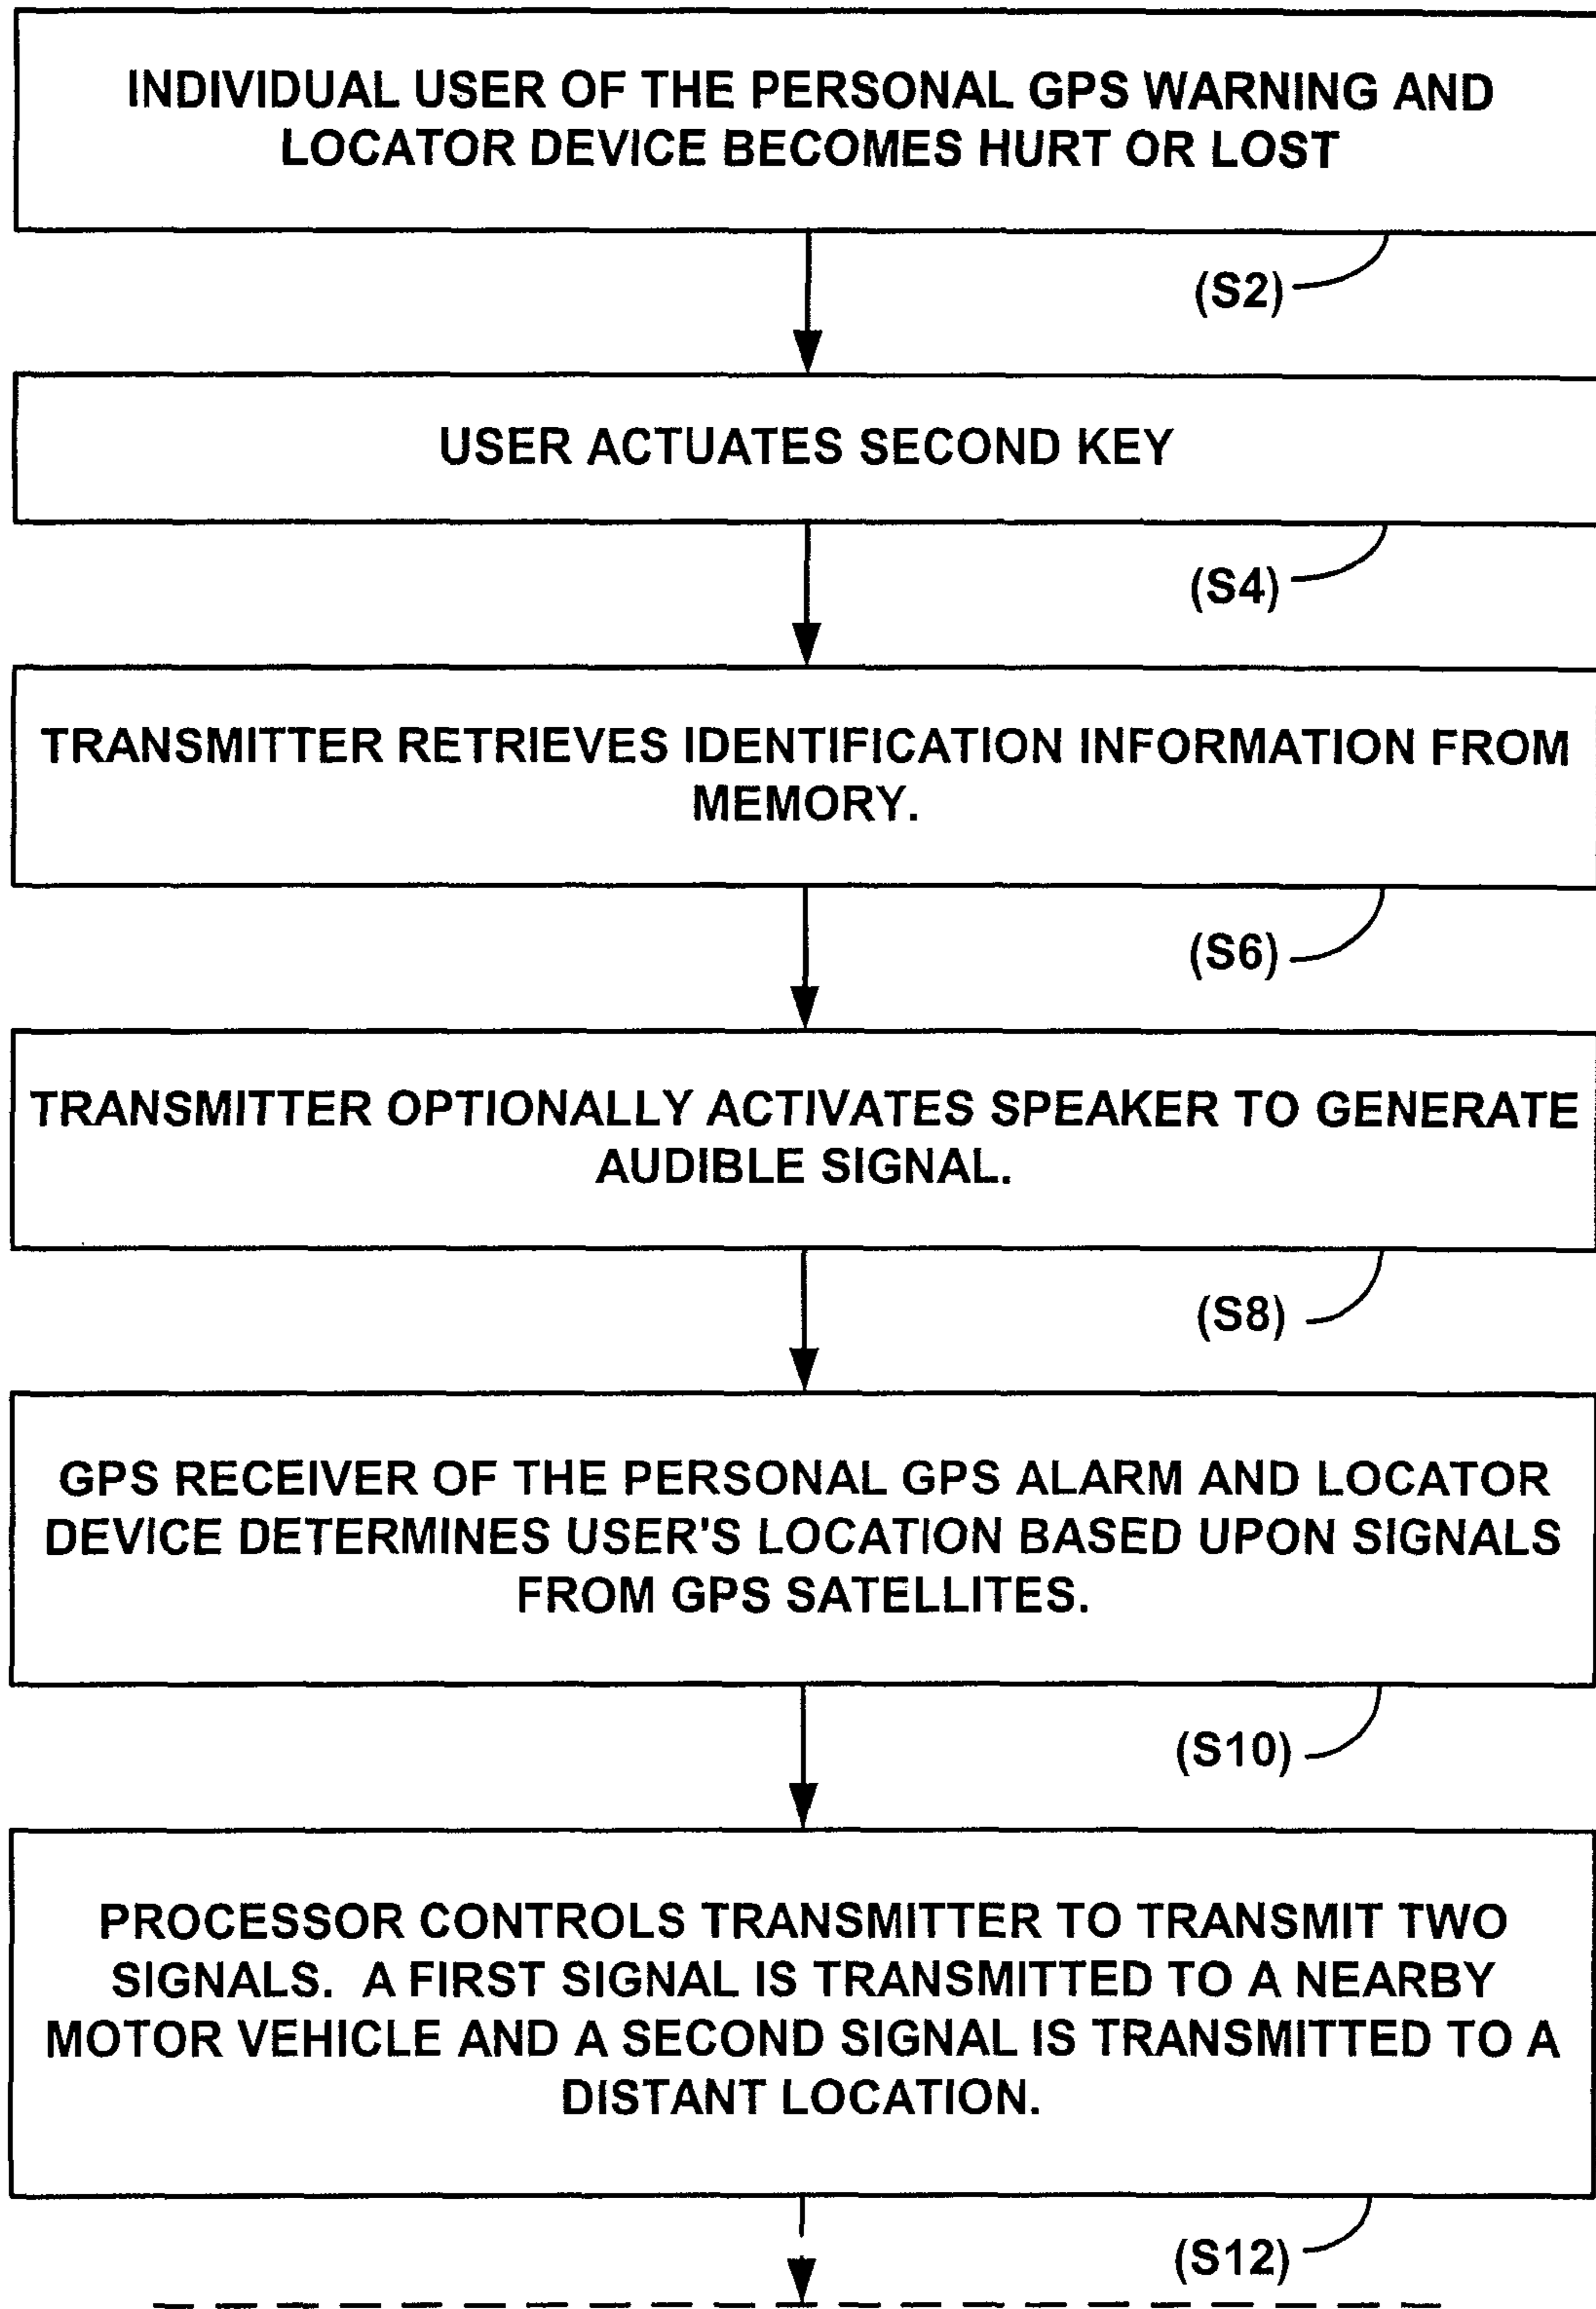 INDIVIDUAL USER OF THE PERSONAL GPS WARNING AND
LOCATOR DEVICE BECOMES HURT OR LOST
(S2)
USER ACTUATES SECOND KEY
(S4)
TRANSMITTER RETRIEVES IDENTIFICATION INFORMATION FROM
MEMORY.
(S6)
TRANSMITTER OPTIONALLY ACTIVATES SPEAKER TO GENERATE
AUDIBLE SIGNAL.
(S8)
GPS RECEIVER OF THE PERSONAL GPS ALARM AND LOCATOR
DEVICE DETERMINES USER'S LOCATION BASED UPON SIGNALS
FROM GPS SATELLITES.
(S10)
PROCESSOR CONTROLS TRANSMITTER TO TRANSMIT TWO
SIGNALS. A FIRST SIGNAL IS TRANSMITTED TO A NEARBY
MOTOR VEHICLE AND A SECOND SIGNAL IS TRANSMITTED TO A
DISTANT LOCATION.
(S12)